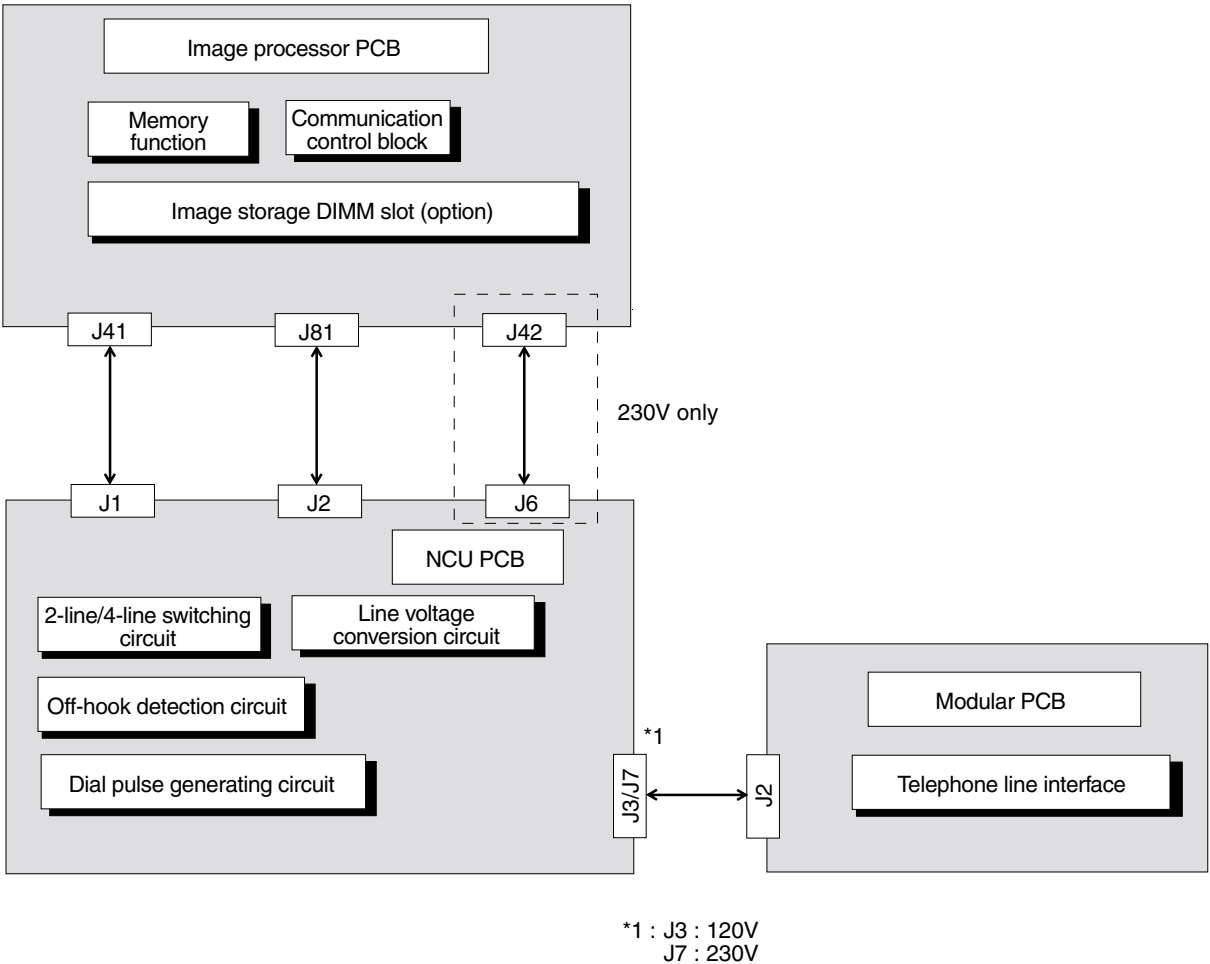 Image processor PCB
Memory
function
Communication
control block
Image storage DIMM slot (option)
J41
J81
J42
230V only
J1
J2
J6
NCU PCB
2-line/4-line switching
circuit
Line voltage
conversion circuit
Off-hook detection circuit
Dial pulse generating circuit
*1
J3/J7
J2
Modular PCB
Telephone line interface
*1 : J3 : 120V
J7 : 230V